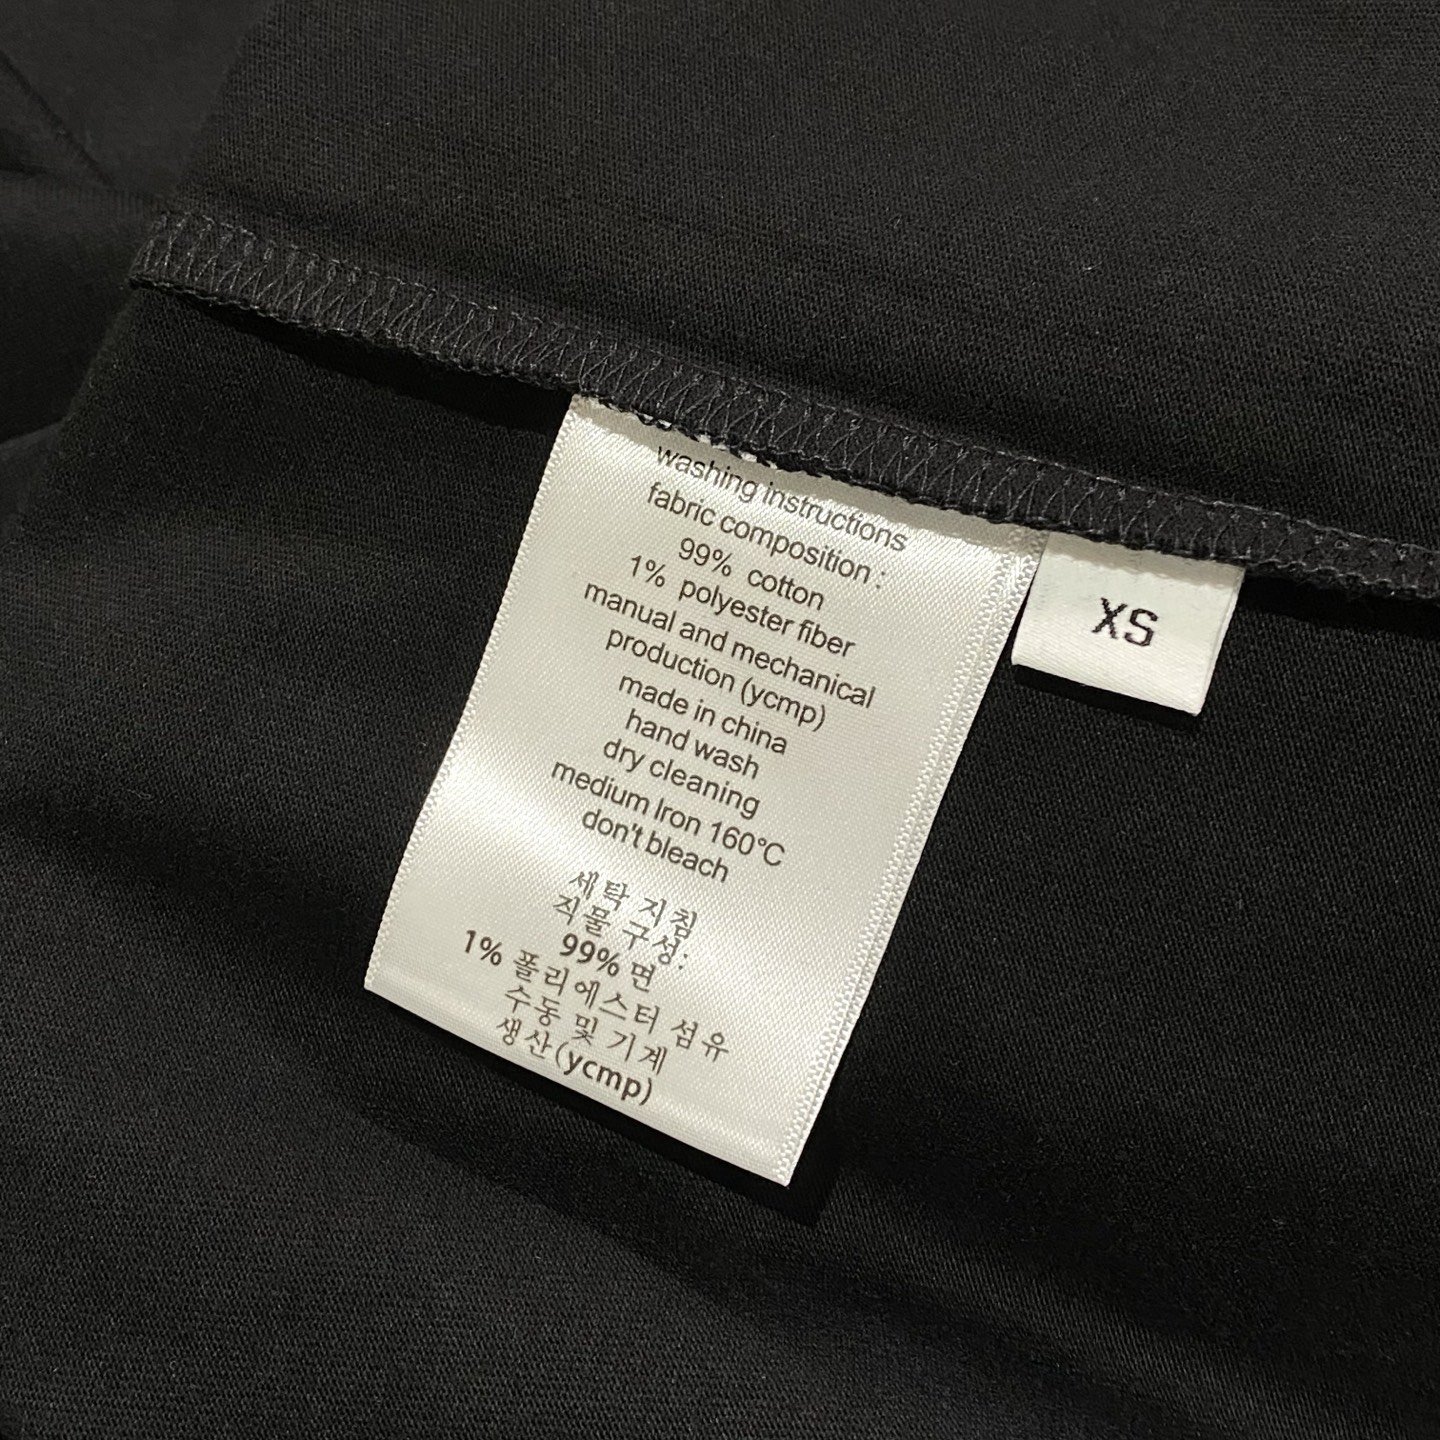 washing instructions
fabric composition :
99% cotton
1% polyester fiber
manual and mechanical
production (ycmp)
made in china
hand wash
dry cleaning
medium Iron 160°C
don't bleach
세탁 지침
직물 구성:
99% 면
1% 폴리에스터 섬유
수동 및 기계
생산(ycmp)
XS